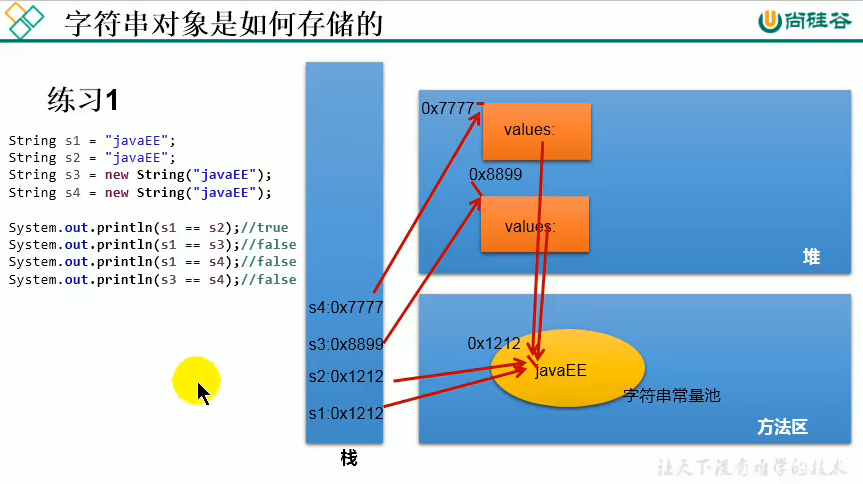 字符串对象是如何存储的
尚硅谷
练习1
String s1 = "javaEE";
String s2 = "javaEE";
String s3 = new String("javaEE");
String s4 = new String("javaEE");
System.out.println(s1 == s2);//true
System.out.println(s1 == s3);//false
System.out.println(s1 == s4);//false
System.out.println(s3 == s4);//false
s4:0x7777
s3:0x8899
s2:0x1212
s1:0x1212
栈
0x7777
values:
0x8899
values:
堆
0x1212
javaEE
字符串常量池
方法区
让天下没有难学的技术